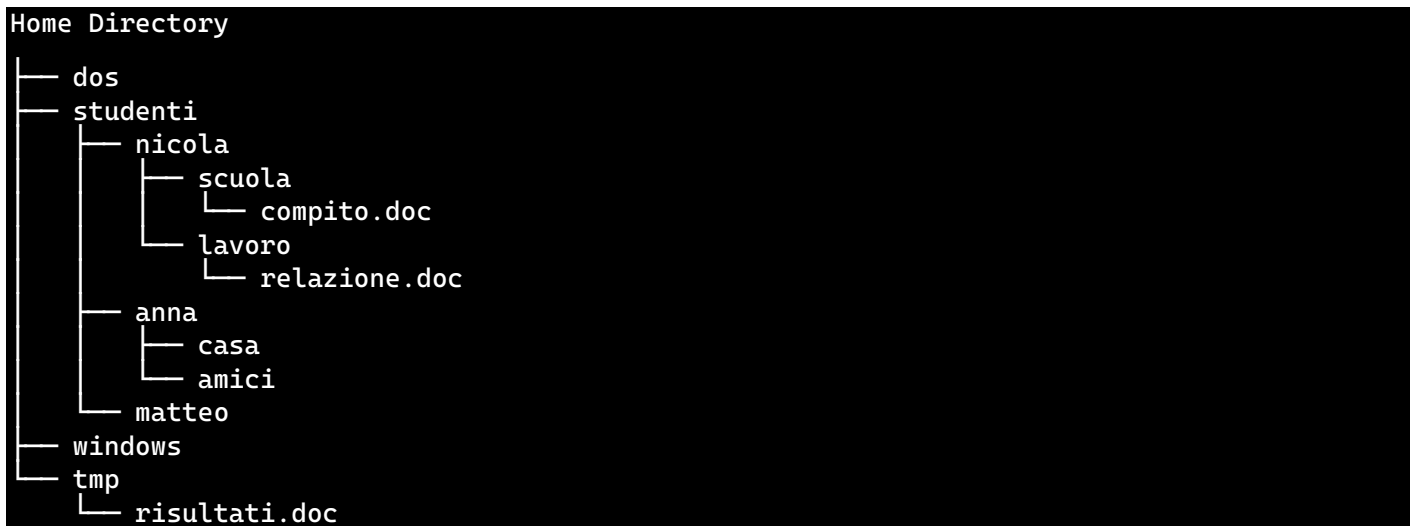 Home Directory
├── dos
├── studenti
│   ├── nicola
│   │   ├── scuola
│   │   │   └── compito.doc
│   │   └── lavoro
│   │       └── relazione.doc
│   ├── anna
│   │   ├── casa
│   │   └── amici
│   └── matteo
├── windows
└── tmp
    └── risultati.doc